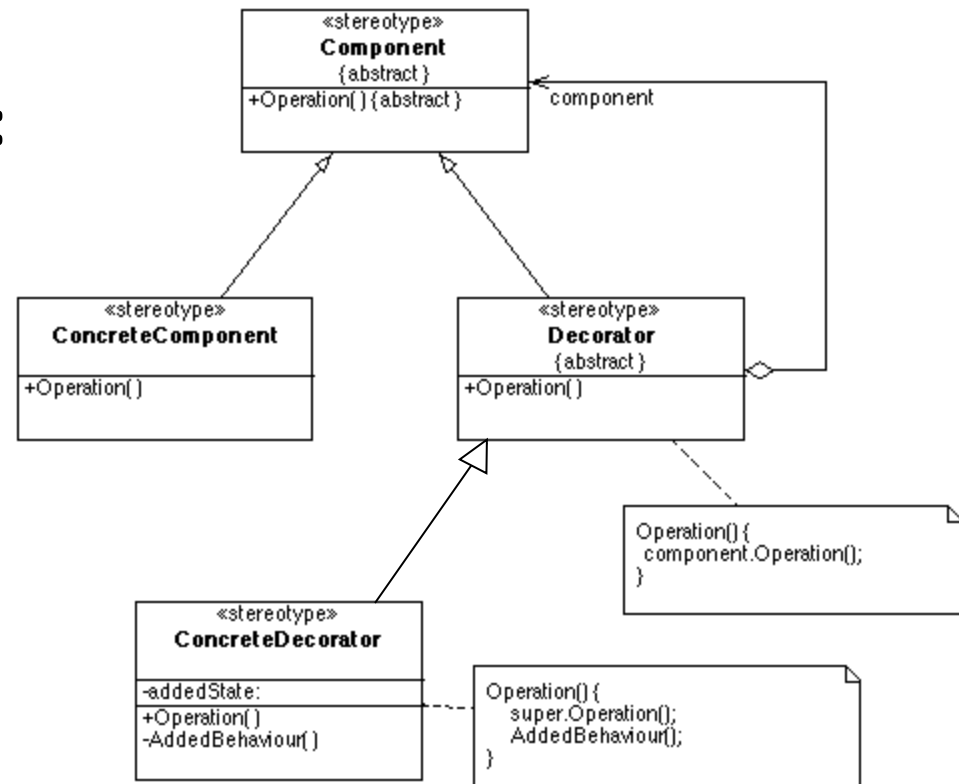 «stereotype»
Component
{abstract}
+Operation(){abstract}
component
:
«stereotype»
ConcreteComponent
+Operation()
«stereotype»
Decorator
{abstract}
+Operation()
Operation(){
component.Operation();
}
«stereotype»
ConcreteDecorator
-addedState:
+Operation()
-AddedBehaviour()
Operation(){
super.Operation();
AddedBehaviour();
}